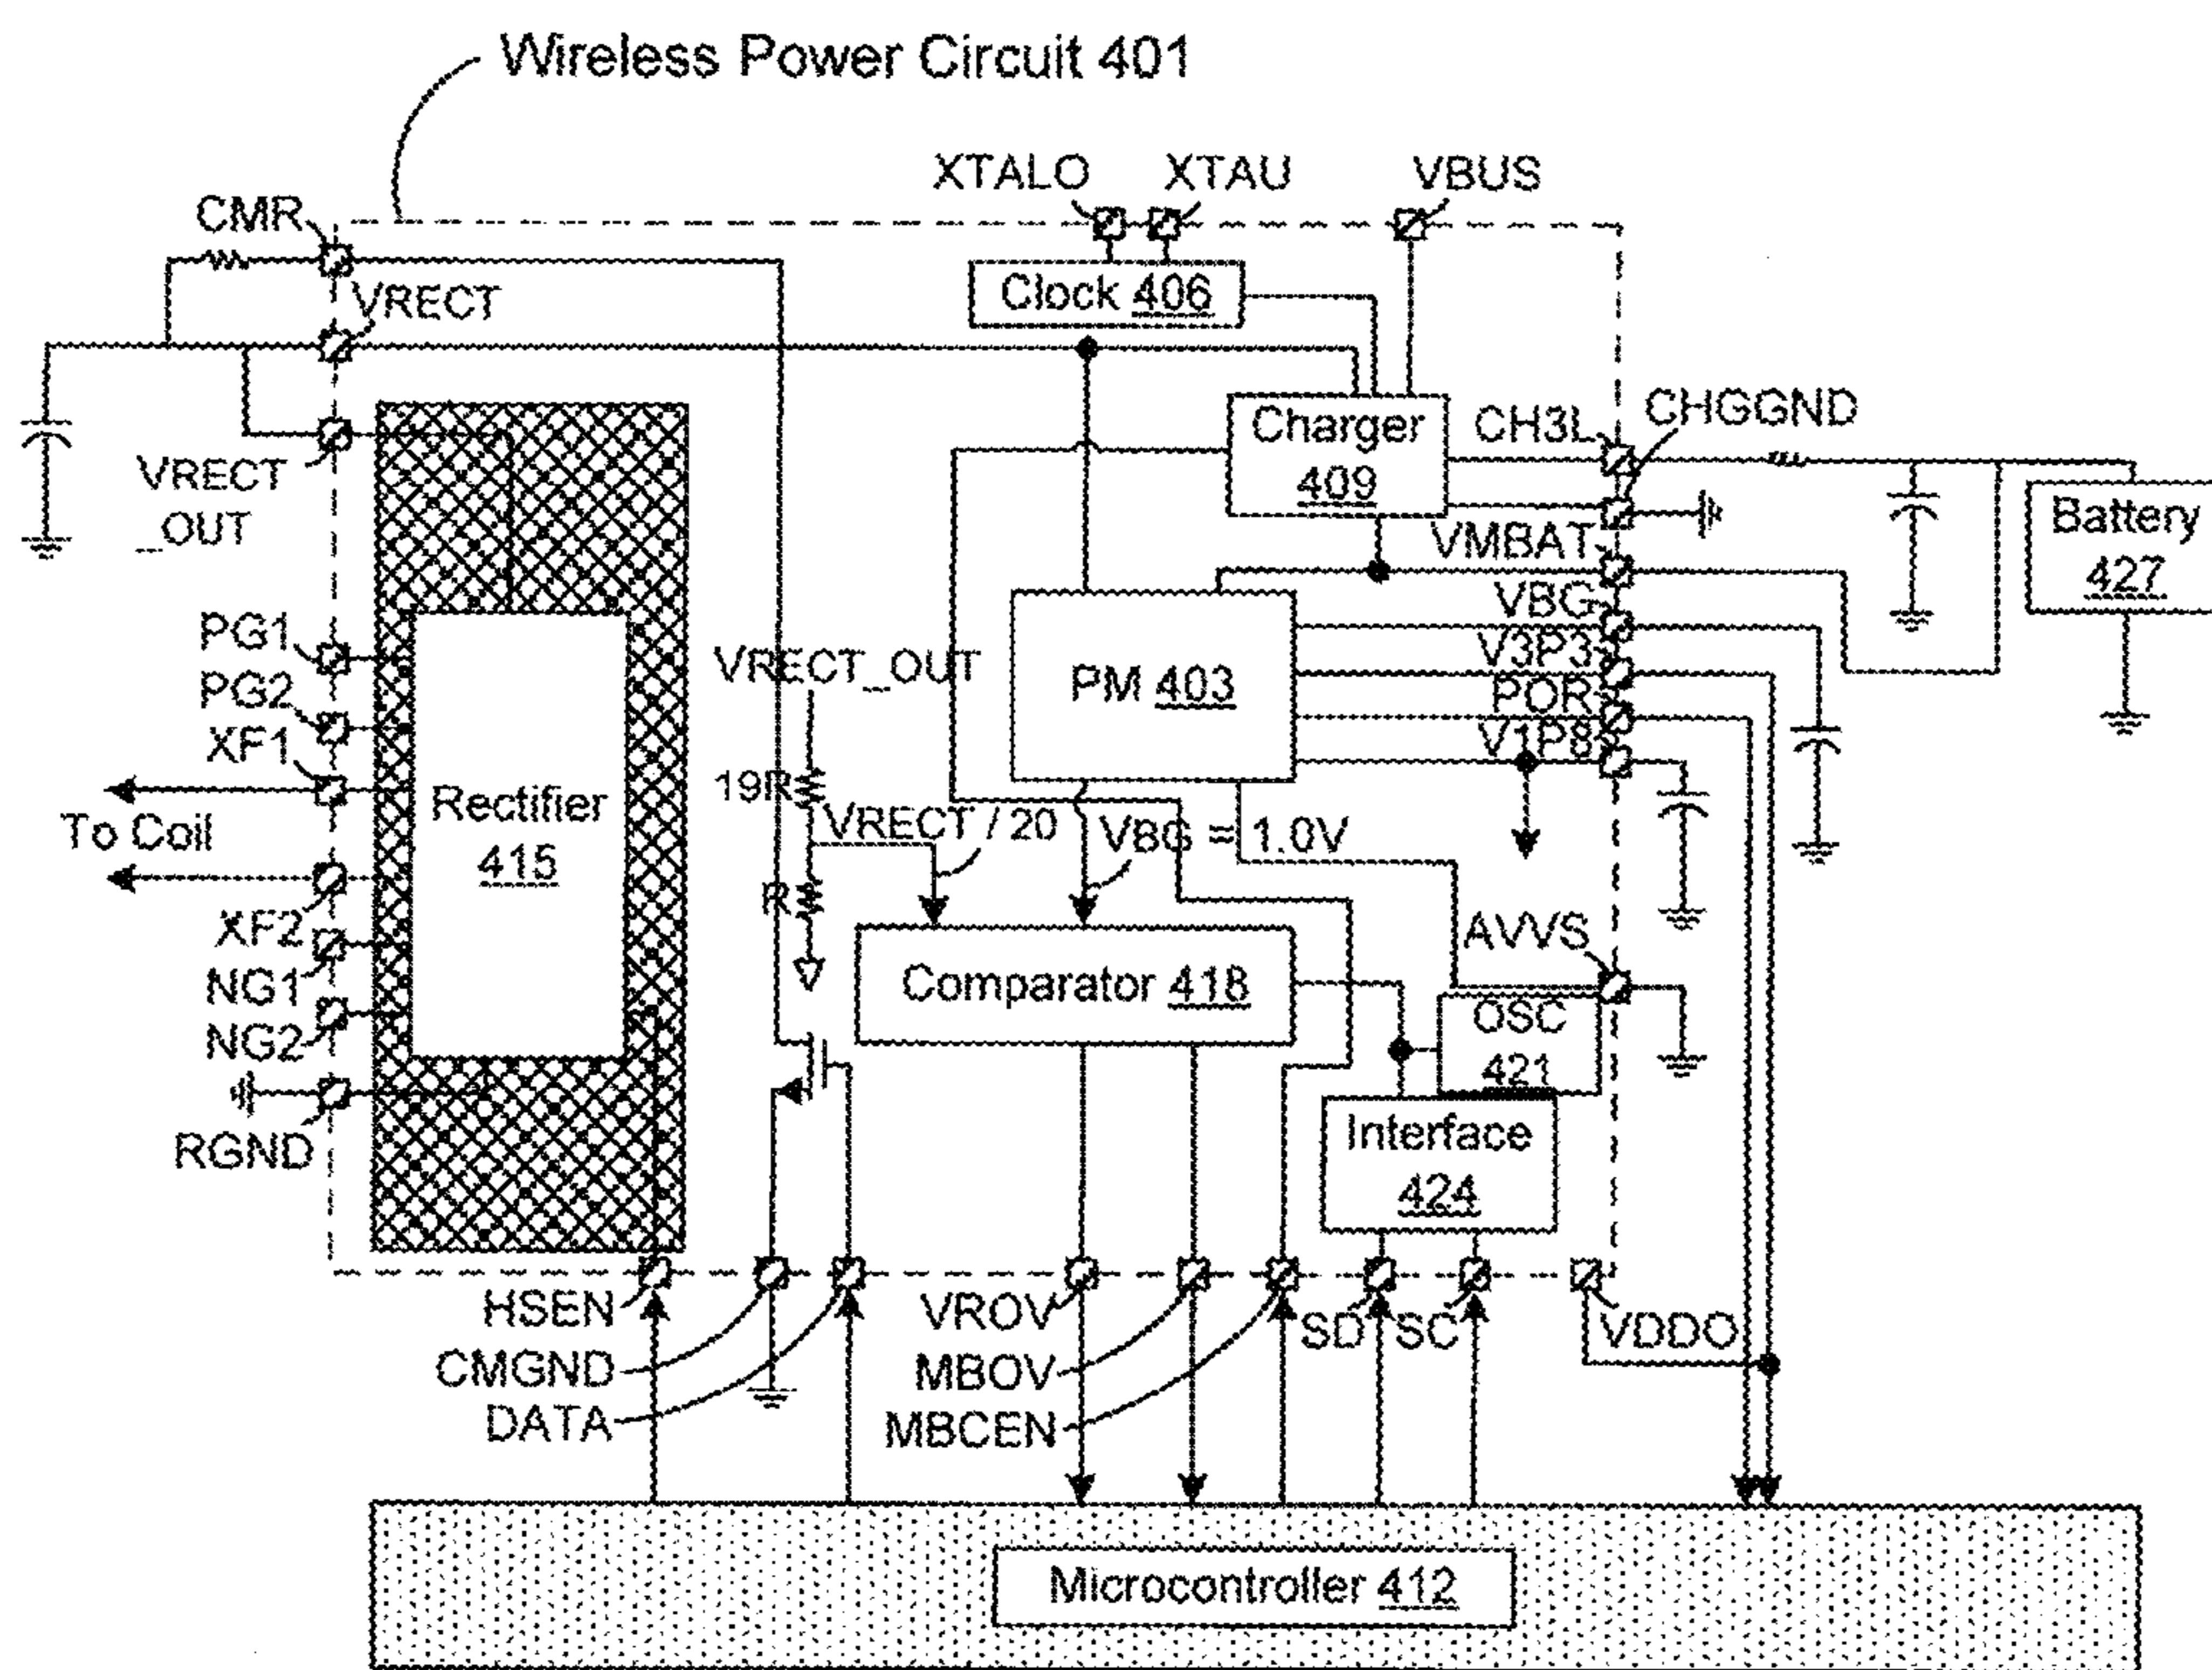 Wireless Power Circuit 401
XTALO
XTAU
VBUS
CMR
VRECT
Clock 406
VRECT
_OUT
Charger
409
CH3L
CHGGND
Battery
427
VMBAT
VBG
V3P3
POR
V1P8
PG1
PG2
XF1
To Coil
XF2
NG1
NG2
RGND
Rectifier
415
VRECT_OUT
19R
R
VRECT / 20
VBG = 1.0V
PM 403
Comparator 418
AVVS
OSC
421
Interface
424
HSEN
CMGND
DATA
VROV
MBOV
MBCEN
SD
SC
VDDO
Microcontroller 412